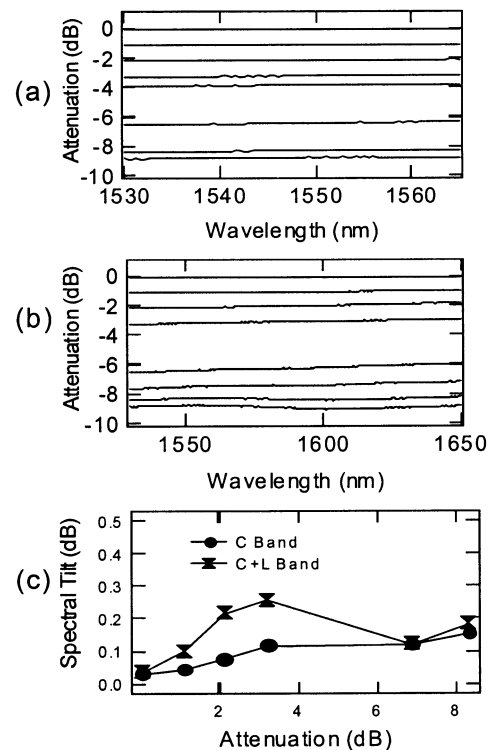 (a)
Attenuation (dB)
0
-2
-4
-6
-8
-10
1530 1540 1550 1560
Wavelength (nm)
(b)
Attenuation (dB)
0
-2
-4
-6
-8
-10
1550 1600 1650
Wavelength (nm)
(c)
Spectral Tilt (dB)
0.5
0.4
0.3
0.2
0.1
0.0
C Band
C+L Band
2 4 6 8
Attenuation (dB)